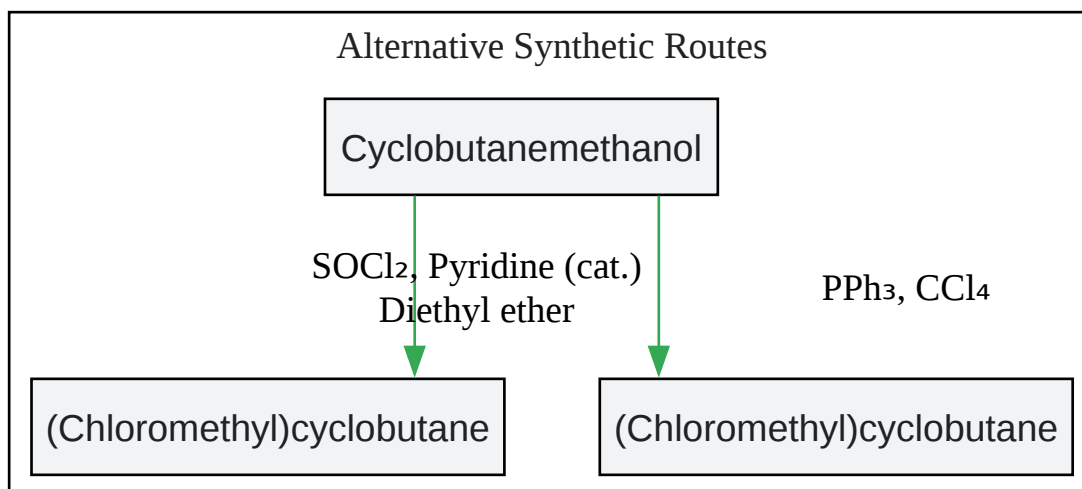 Alternative Synthetic Routes
Cyclobutanemethanol
SOCl₂, Pyridine (cat.)
Diethyl ether
PPh₃, CCl₄
(Chloromethyl)cyclobutane
(Chloromethyl)cyclobutane